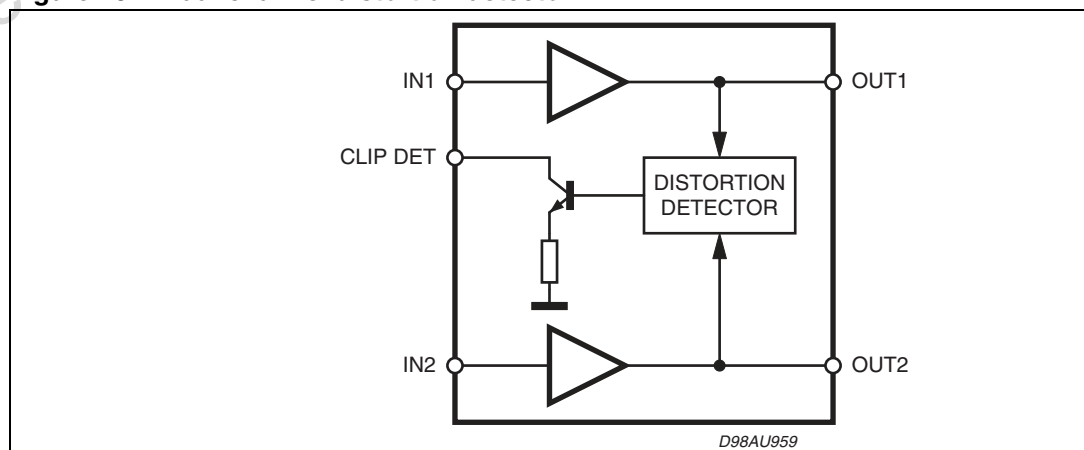 IN1
OUT1
CLIP DET
DISTORTION
DETECTOR
IN2
OUT2
D98AU959